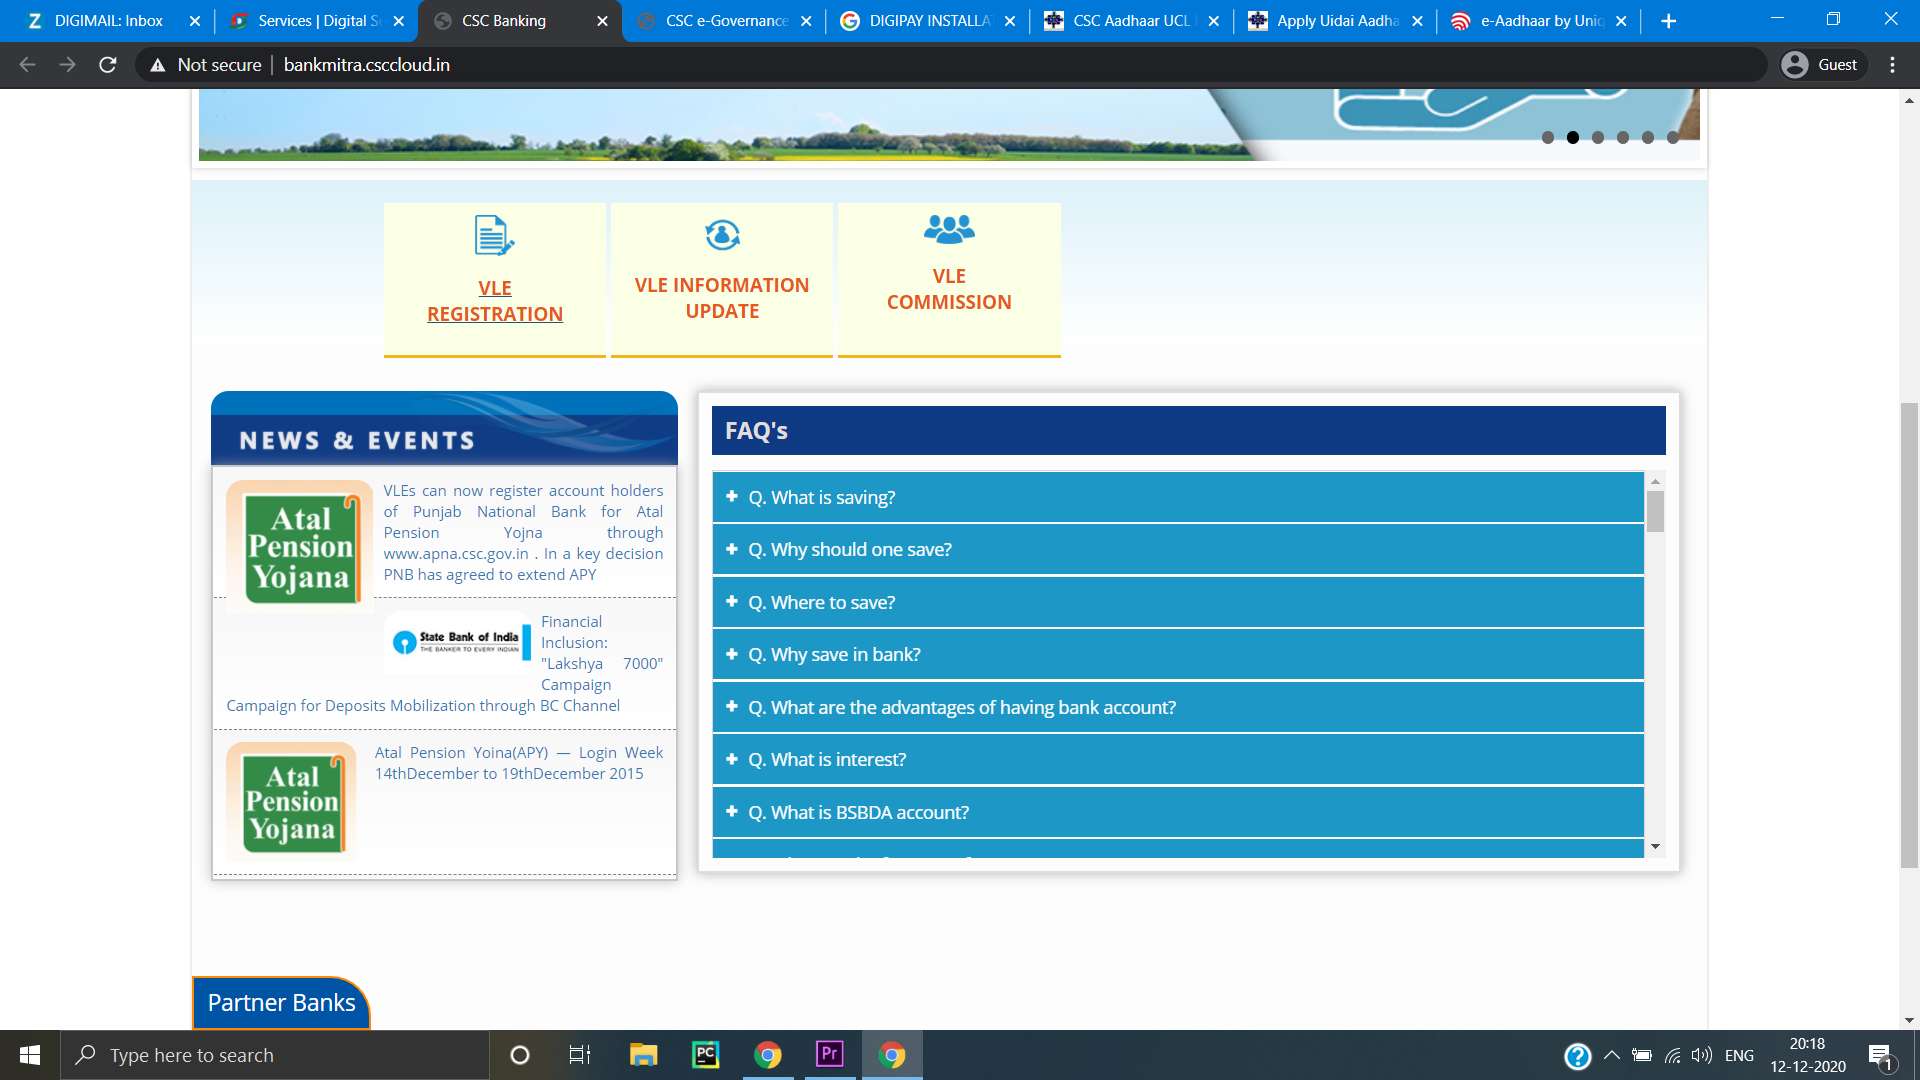 DIGIMAIL: Inbox
Services | Digital Se
CSC Banking
CSC e-Governance
DIGIPAY INSTALLA
CSC Aadhaar UCL
Apply Uidai Aadha
e-Aadhaar by Uniq
Not secure
bankmitra.csccloud.in
Guest
VLE
REGISTRATION
VLE INFORMATION
UPDATE
VLE
COMMISSION
NEWS & EVENTS
Atal
Pension
Yojana
VLEs can now register account holders
of Punjab National Bank for Atal
Pension Yojna through
www.apna.csc.gov.in . In a key decision
PNB has agreed to extend APY
State Bank of India
THE BANKER TO EVERY INDIAN
Financial
Inclusion:
"Lakshya 7000"
Campaign
Campaign for Deposits Mobilization through BC Channel
Atal
Pension
Yojana
Atal Pension Yoina(APY) — Login Week
14thDecember to 19thDecember 2015
FAQ's
Q. What is saving?
Q. Why should one save?
Q. Where to save?
Q. Why save in bank?
Q. What are the advantages of having bank account?
Q. What is interest?
Q. What is BSBDA account?
Partner Banks
Type here to search
PC
Pr
ENG
20:18
12-12-2020
1